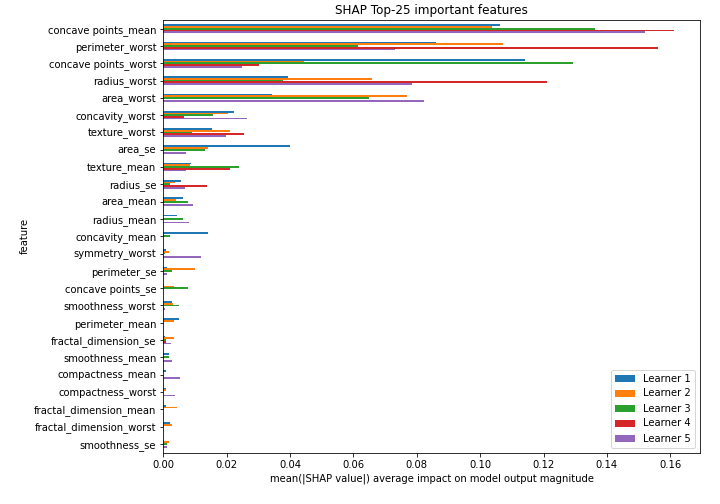 SHAP Top-25 important features
concave points_mean
perimeter_worst
concave points_worst
radius_worst
area_worst
concavity_worst
texture_worst
area_se
texture_mean
radius_se
area_mean
radius_mean
concavity_mean
symmetry_worst
perimeter_se
concave points_se
smoothness_worst
perimeter_mean
fractal_dimension_se
smoothness_mean
compactness_mean
compactness_worst
fractal_dimension_mean
fractal_dimension_worst
smoothness_se
feature
Learner 1
Learner 2
Learner 3
Learner 4
Learner 5
0.00 0.02 0.04 0.06 0.08 0.10 0.12 0.14 0.16
mean(|SHAP value|) average impact on model output magnitude